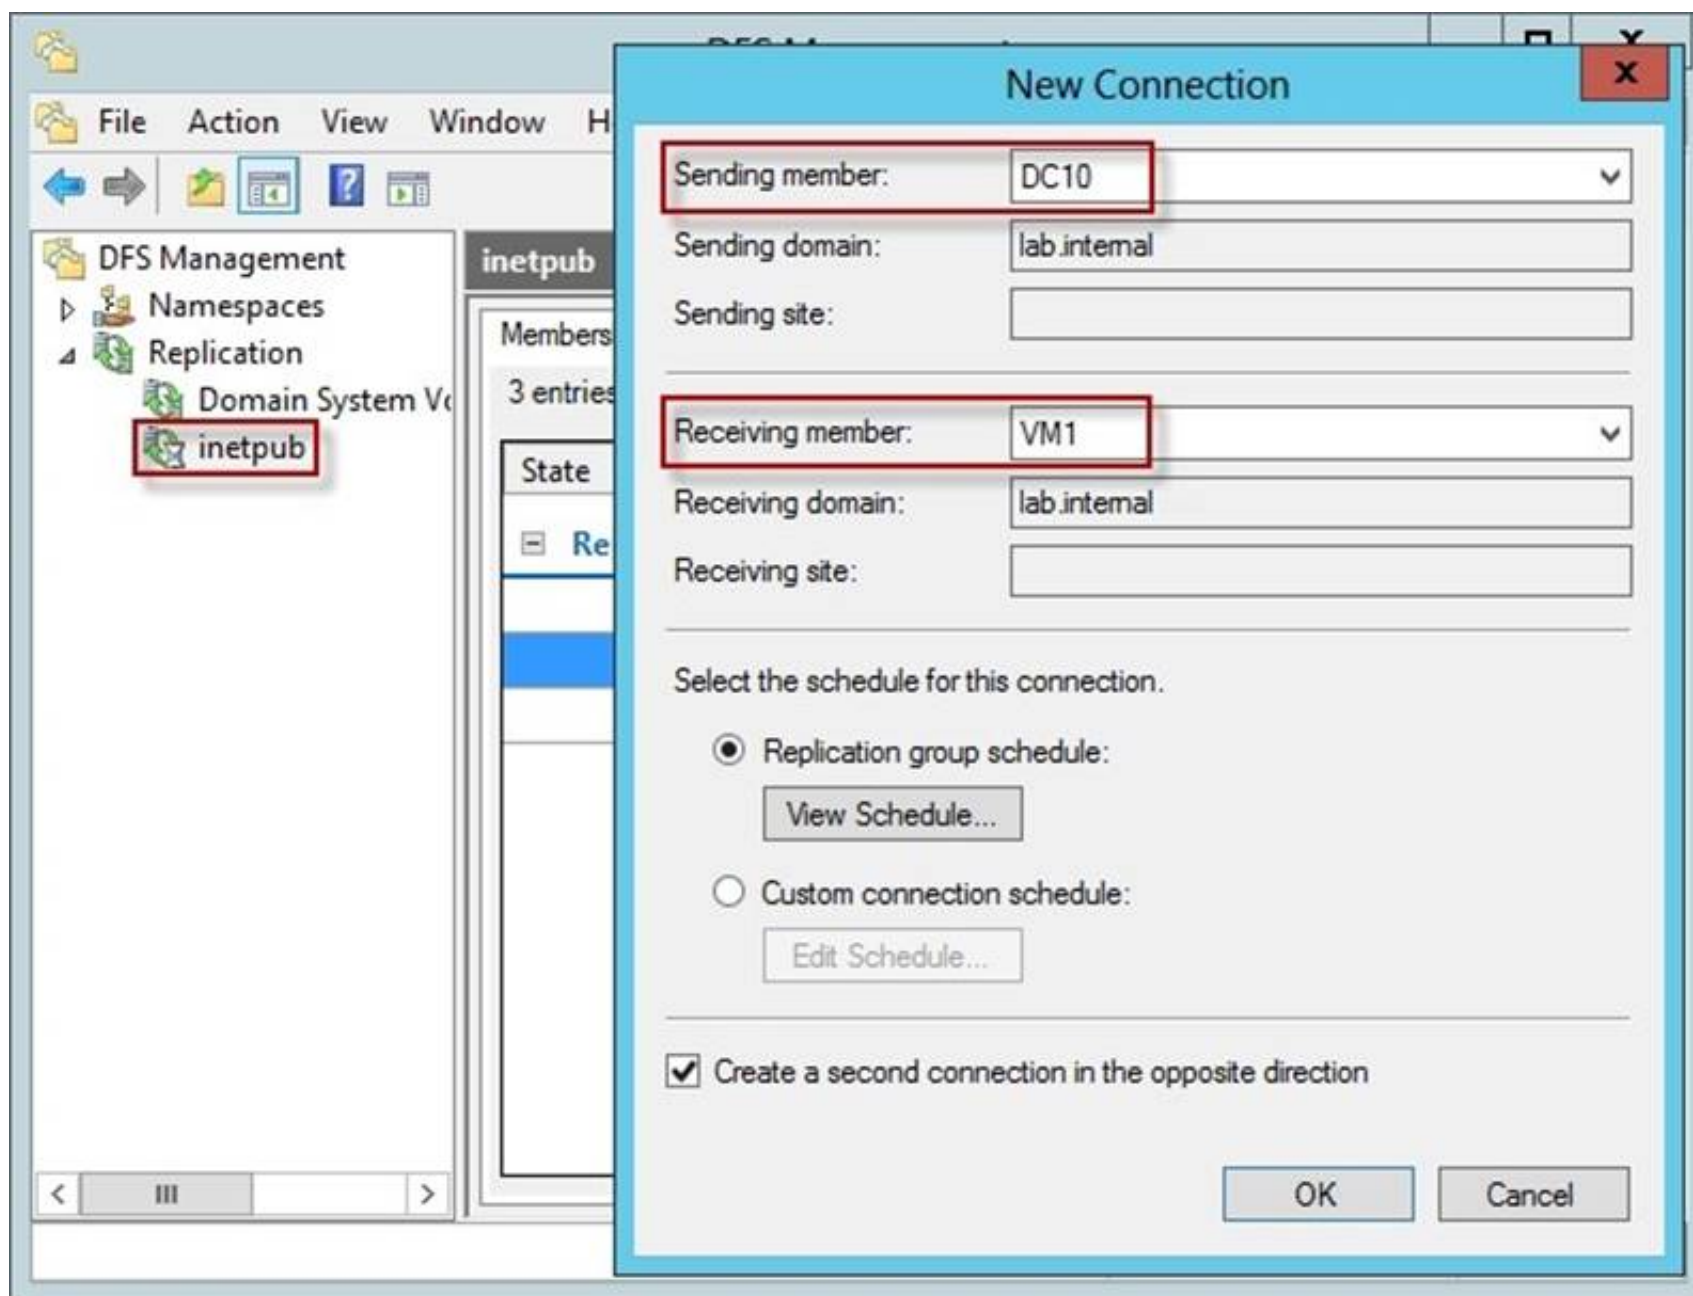 New Connection
File Action View Window H
DFS Management
Namespaces
Replication
Domain System Vo
inetpub
inetpub
Members
3 entries
State
Re
Sending member: DC10
Sending domain: lab.internal
Sending site:
Receiving member: VM1
Receiving domain: lab.internal
Receiving site:
Select the schedule for this connection.
Replication group schedule:
View Schedule...
Custom connection schedule:
Edit Schedule...
Create a second connection in the opposite direction
OK Cancel